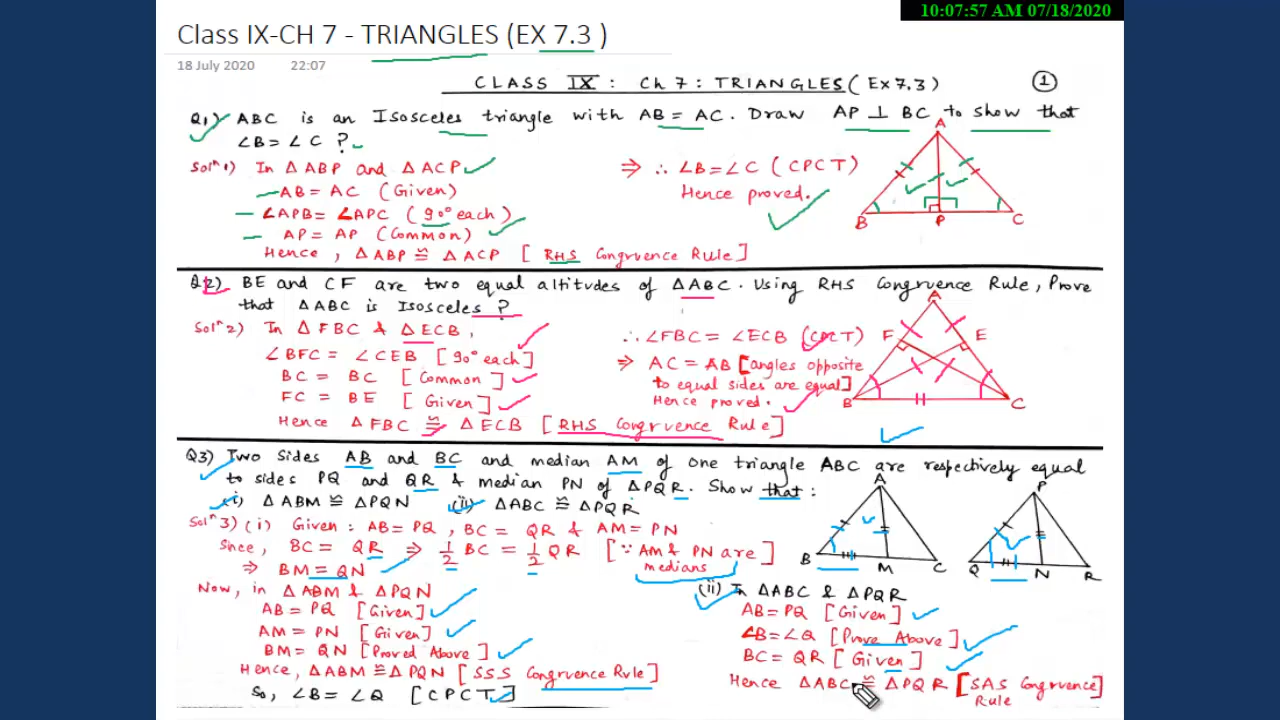 10:07:57 AM 07/18/2020
Class IX-CH 7 - TRIANGLES (EX 7.3 )
18 July 2020 22:07
CLASS IX : Ch 7 : TRIANGLES ( Ex 7.3) 1
Q1) ABC is an Isosceles triangle with AB = AC. Draw AP ⊥ BC to show that
∠B = ∠C ?
Solⁿ1) In △ ABP and △ ACP
AB = AC (Given)
∠APB = ∠APC ( 90° each )
AP = AP (Common)
Hence, △ ABP ≅ △ ACP [ RHS Congruence Rule ]
⇒ ∴ ∠B = ∠C ( CPCT )
Hence proved.
A
B P C
Q2) BE and CF are two equal altitudes of △ABC. Using RHS Congruence Rule, Prove
that △ABC is Isosceles ?
Solⁿ2) In △ FBC & △ ECB,
∠BFC = ∠CEB [ 90° each ]
BC = BC [ Common ]
FC = BE [ Given ]
Hence △ FBC ≅ △ ECB [ RHS Congruence Rule ]
∴ ∠FBC = ∠ECB (CPCT)
⇒ AC = AB [angles opposite
to equal sides are equal]
Hence proved.
A
F E
B C
Q3) Two Sides AB and BC and median AM of one triangle ABC are respectively equal
to sides PQ and QR & median PN of △PQR. Show that :
(i) △ ABM ≅ △PQN (ii) △ABC ≅ △PQR
Solⁿ3) (i) Given : AB = PQ , BC = QR & AM = PN
Since, BC = QR ⇒ 1/2 BC = 1/2 QR [ ∵ AM & PN are medians ]
⇒ BM = QN
Now, in △ ABM & △PQN
AB = PQ [Given]
AM = PN [Given]
BM = QN [Proved Above]
Hence, △ABM ≅ △PQN [ SSS Congruence Rule ]
So, ∠B = ∠Q [ CPCT ]
A
B M C
P
Q N R
(ii) In △ABC & △PQR
AB = PQ [Given]
∠B = ∠Q [Prove Above]
BC = QR [Given]
Hence △ABC ≅ △PQR [SAS Congruence]
Rule